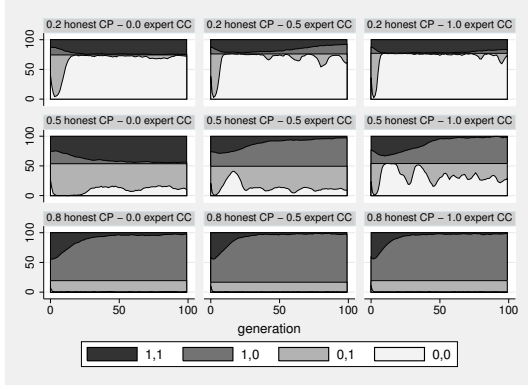 0.2 honest CP − 0.0 expert CC
0.2 honest CP − 0.5 expert CC
0.2 honest CP − 1.0 expert CC
0 50 100
0.5 honest CP − 0.0 expert CC
0.5 honest CP − 0.5 expert CC
0.5 honest CP − 1.0 expert CC
0 50 100
0.8 honest CP − 0.0 expert CC
0.8 honest CP − 0.5 expert CC
0.8 honest CP − 1.0 expert CC
0 50 100
0 50 100
0 50 100
0 50 100
generation
1,1 1,0 0,1 0,0